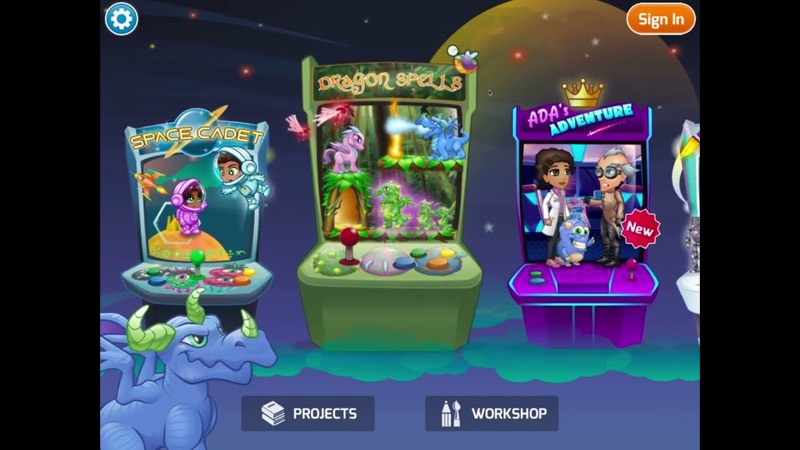 Sign In
SPACE CADET
DRAGON SPELLS
ADA's
ADVENTURE
New
PROJECTS
WORKSHOP